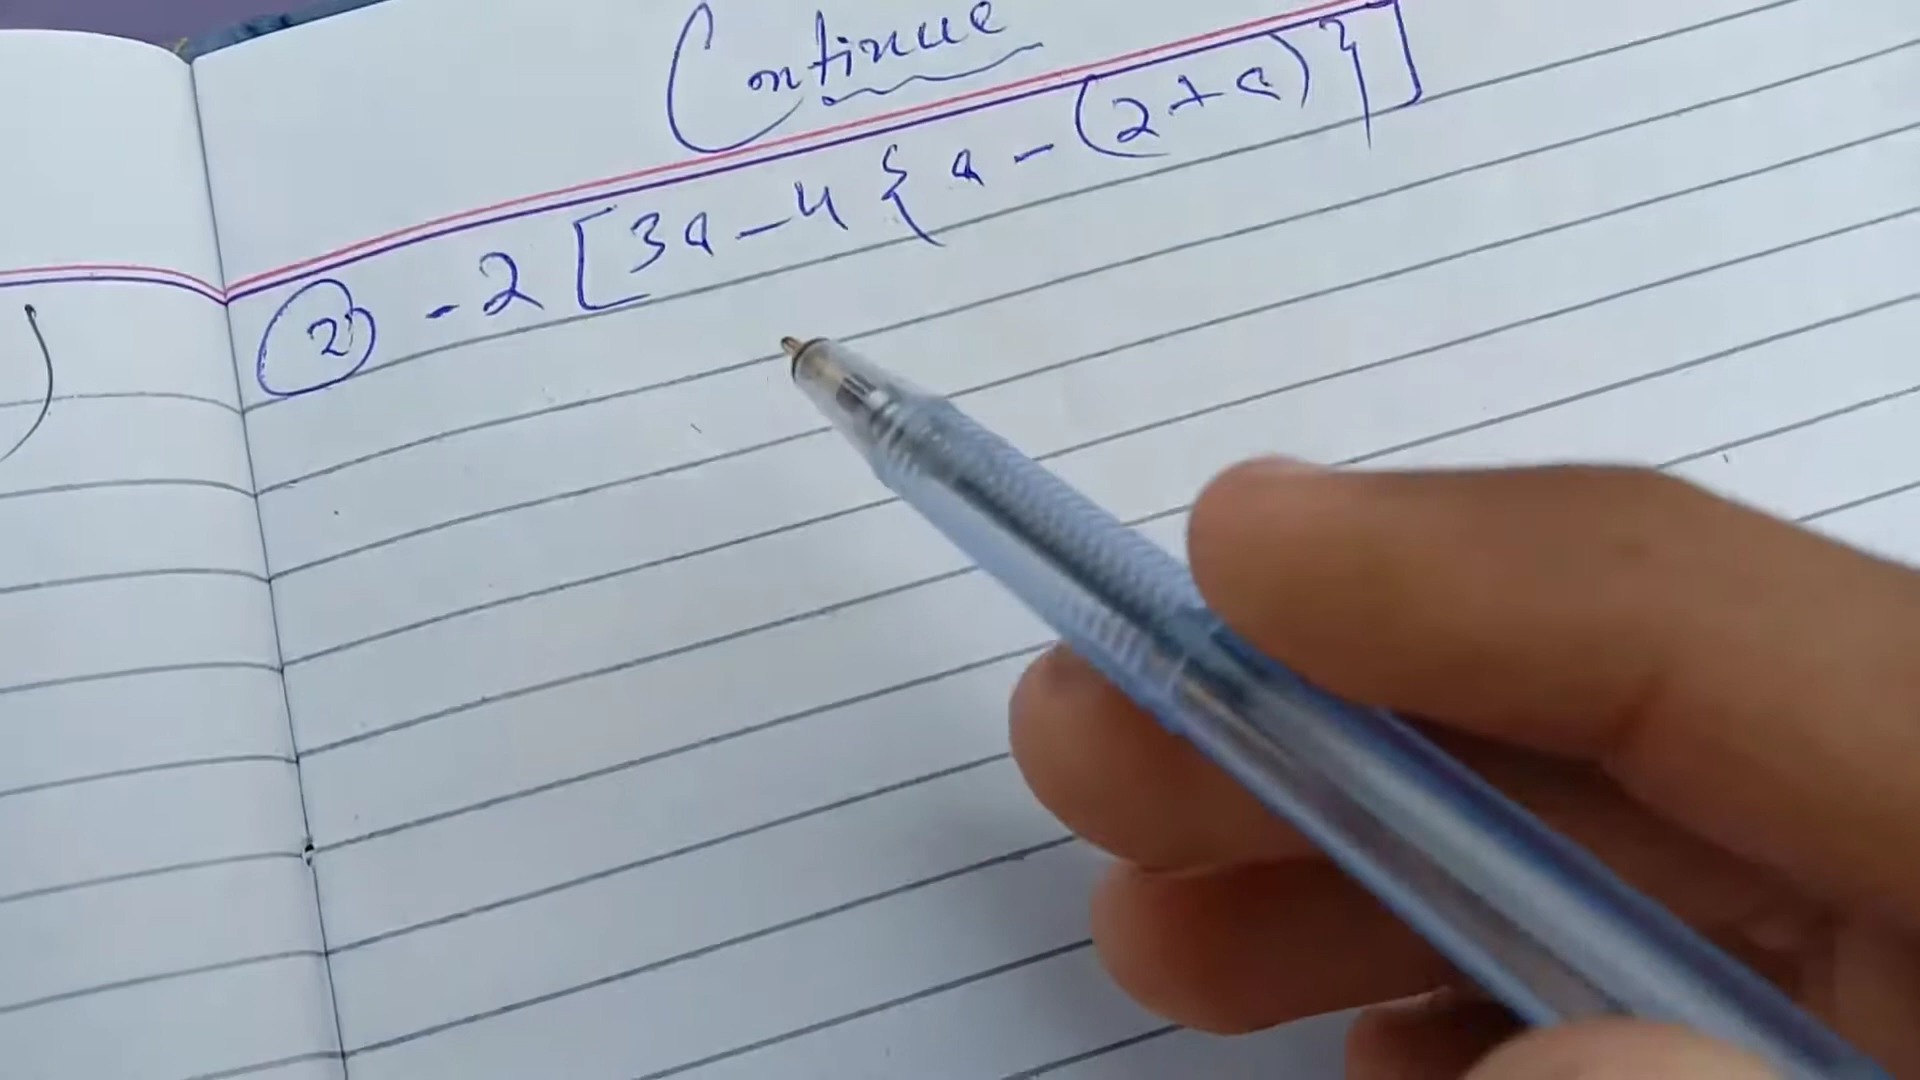 Continue
(2) - 2 [3a - 4 { a - (2 + a) } ]